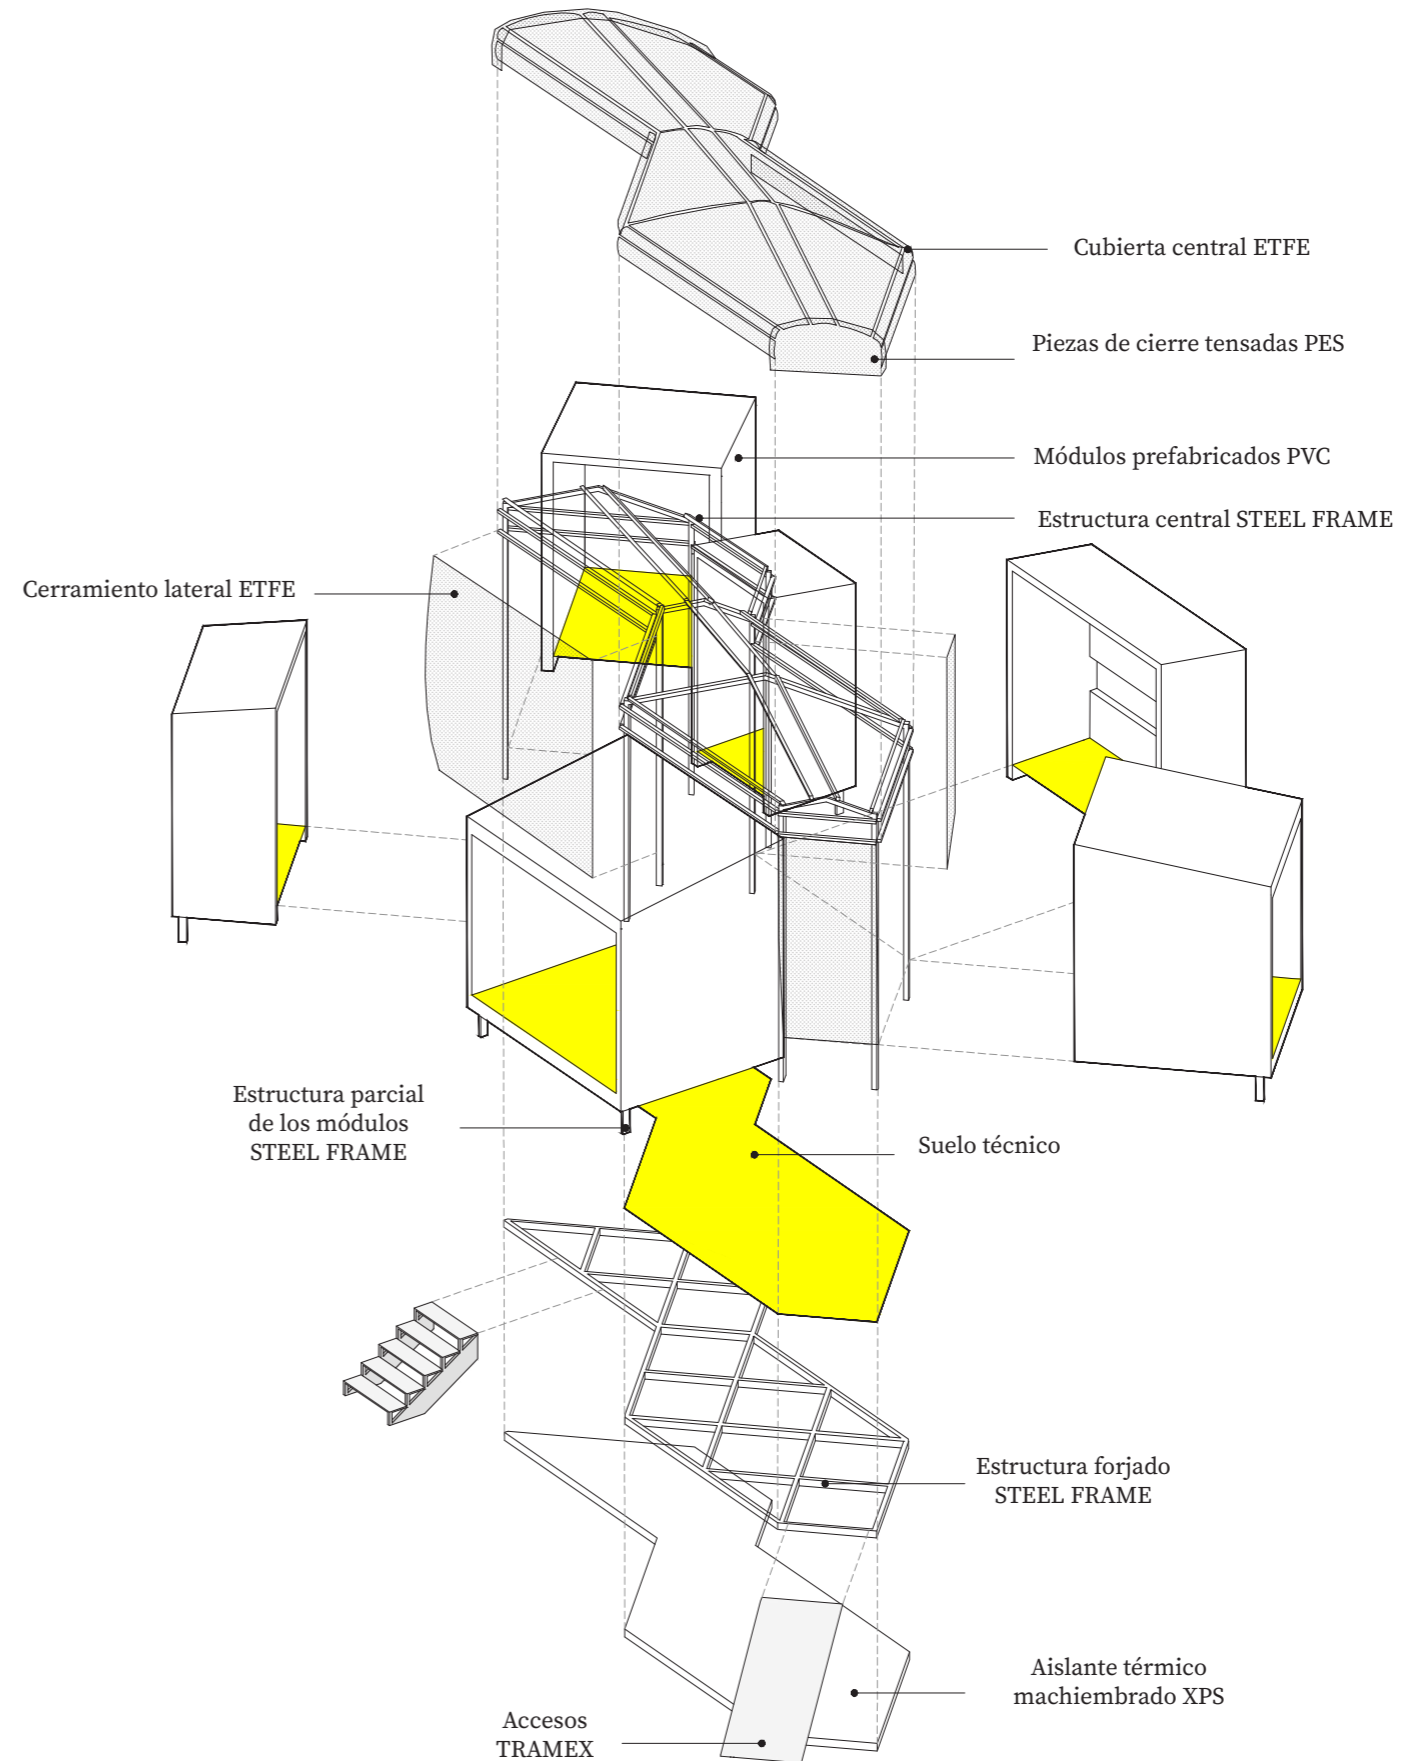 Cubierta central ETFE
Piezas de cierre tensadas PES
Módulos prefabricados PVC
Estructura central STEEL FRAME
Cerramiento lateral ETFE
Estructura parcial
de los módulos
STEEL FRAME
Suelo técnico
Estructura forjado
STEEL FRAME
Aislante térmico
machiembrado XPS
Accesos
TRAMEX